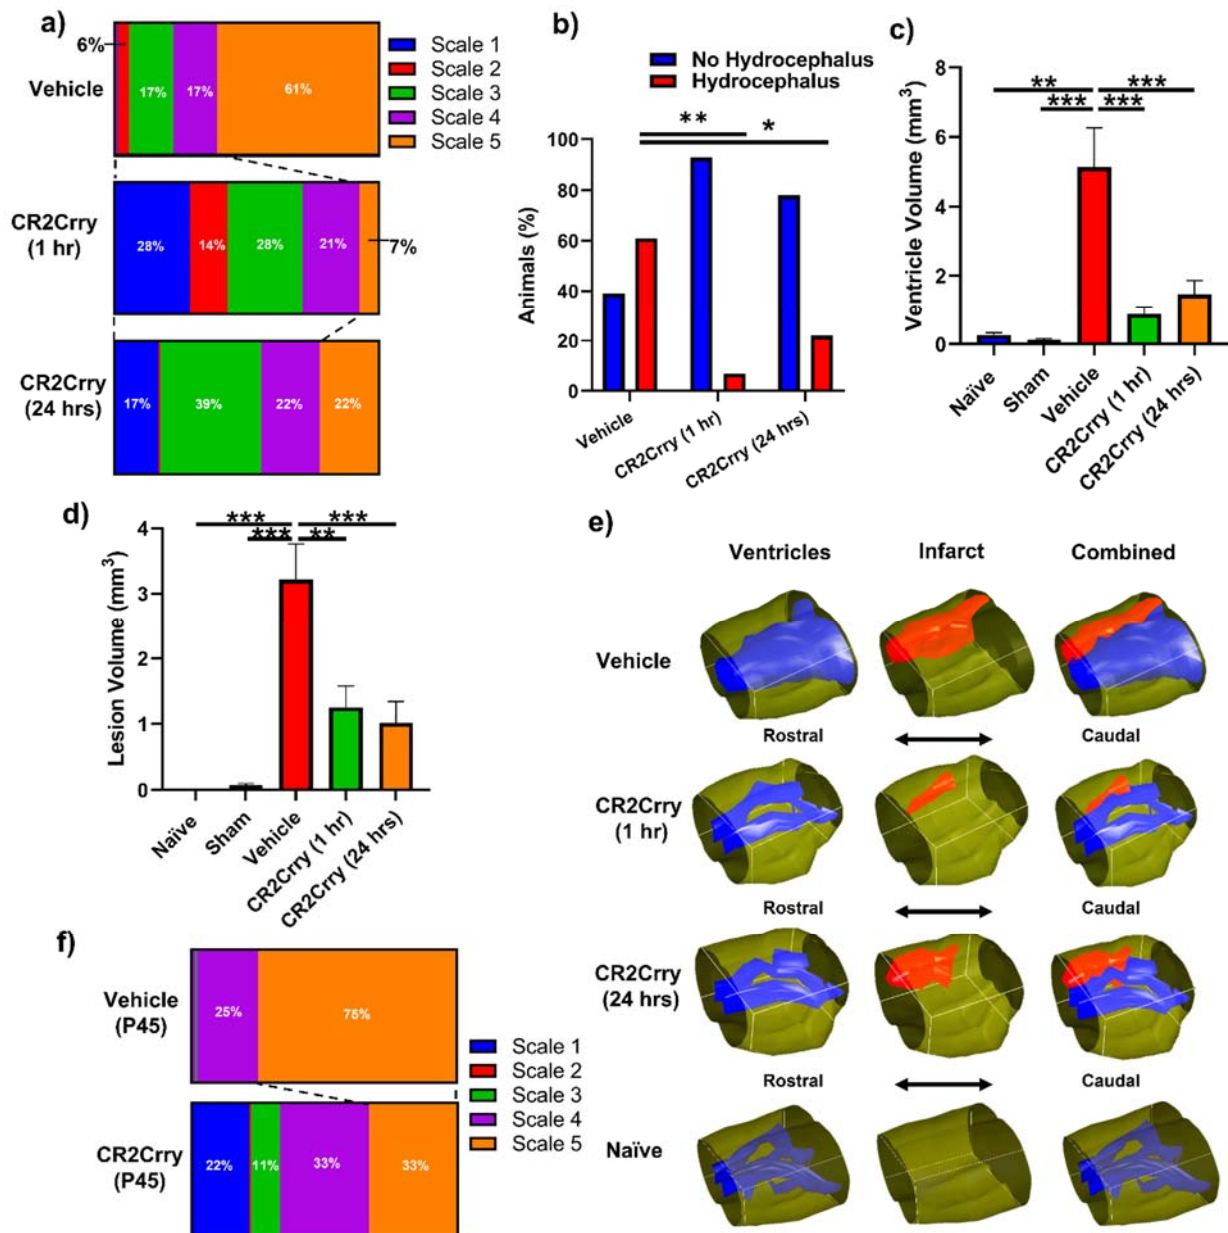 a)
6%
Vehicle
17%
17%
61%
Scale 1
Scale 2
Scale 3
Scale 4
Scale 5
CR2Crry
(1 hr)
28%
14%
28%
21%
7%
CR2Crry
(24 hrs)
17%
39%
22%
22%
b)
No Hydrocephalus
Hydrocephalus
**
*
Animals (%)
100
80
60
40
20
0
Vehicle
CR2Crry (1 hr)
CR2Crry (24 hrs)
c)
Ventricle Volume (mm³)
8
6
4
2
0
**
***
***
***
Naïve
Sham
Vehicle
CR2Crry (1 hr)
CR2Crry (24 hrs)
d)
Lesion Volume (mm³)
4
3
2
1
0
***
***
***
**
Naïve
Sham
Vehicle
CR2Crry (1 hr)
CR2Crry (24 hrs)
e)
Ventricles
Infarct
Combined
Vehicle
Rostral
Caudal
CR2Crry
(1 hr)
Rostral
Caudal
CR2Crry
(24 hrs)
Rostral
Caudal
Naïve
f)
Vehicle
(P45)
25%
75%
Scale 1
Scale 2
Scale 3
Scale 4
Scale 5
CR2Crry
(P45)
22%
11%
33%
33%